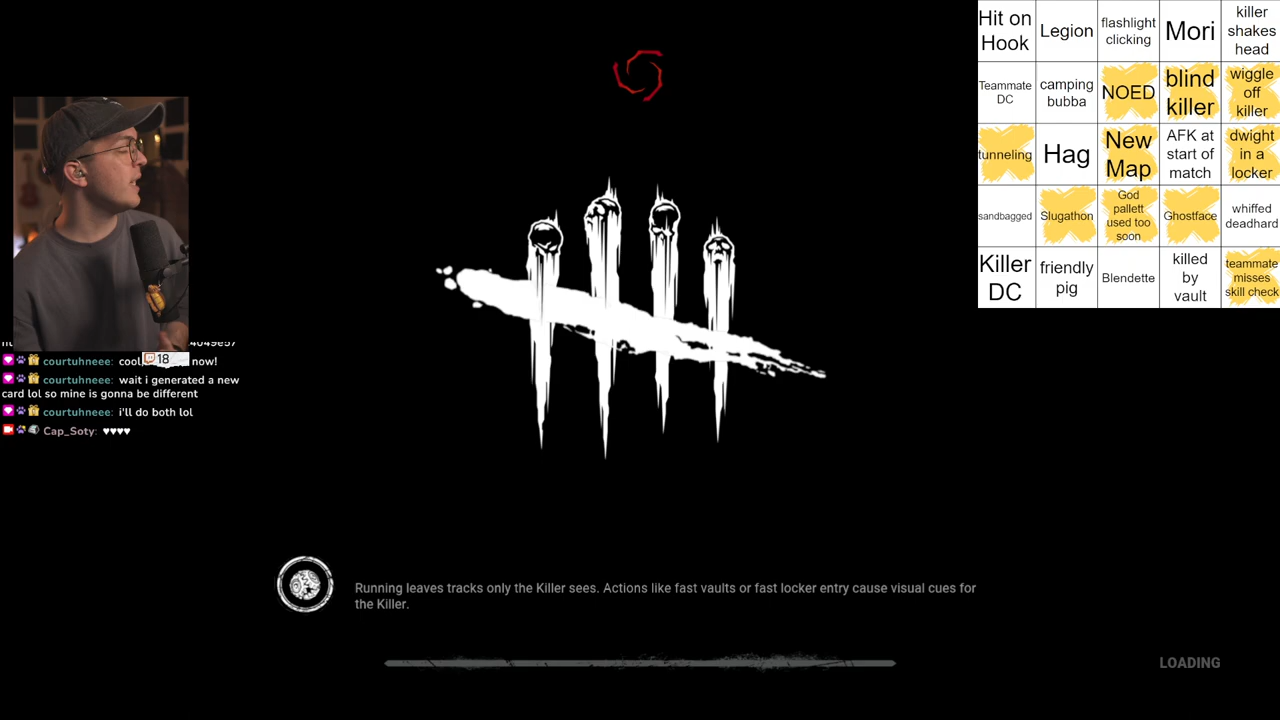 Hit on
Hook
Legion
flashlight
clicking
Mori
killer
shakes
head
Teammate
DC
camping
bubba
NOED
blind
killer
wiggle
off
killer
tunneling
Hag
New
Map
AFK at
start of
match
dwight
in a
locker
sandbagged
Slugathon
God
pallett
used too
soon
Ghostface
whiffed
deadhard
Killer
DC
friendly
pig
Blendette
killed
by
vault
teammate
misses
skill check
courtuhneee: cool, now!
18
courtuhneee: wait i generated a new
card lol so mine is gonna be different
courtuhneee: i'll do both lol
Cap_Soty: ♥♥♥♥
Running leaves tracks only the Killer sees. Actions like fast vaults or fast locker entry cause visual cues for
the Killer.
LOADING